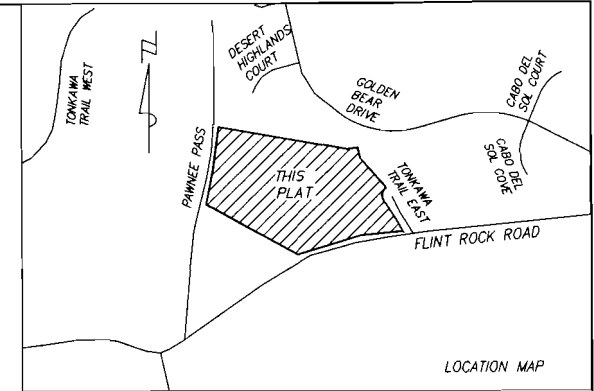 TONKAWA
TRAIL WEST
N
PAWNEE PASS
DESERT
HIGHLANDS
COURT
GOLDEN
BEAR
DRIVE
CABO DEL
SOL COURT
CABO DEL
SOL COVE
THIS
PLAT
TONKAWA
TRAIL EAST
FLINT ROCK ROAD
LOCATION MAP